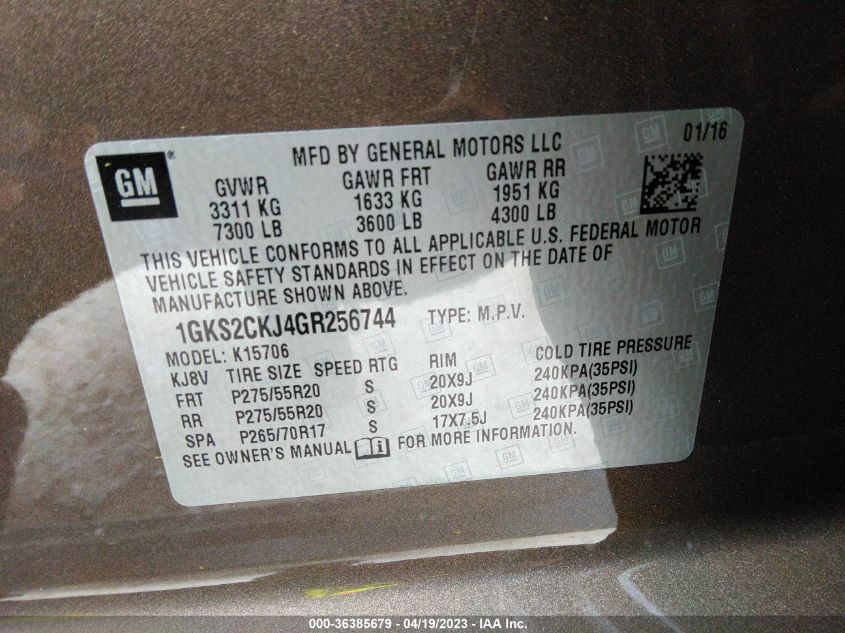 GM®
MFD BY GENERAL MOTORS LLC
01/16
GVWR GAWR FRT GAWR RR
3311 KG 1633 KG 1951 KG
7300 LB 3600 LB 4300 LB
THIS VEHICLE CONFORMS TO ALL APPLICABLE U.S. FEDERAL MOTOR
VEHICLE SAFETY STANDARDS IN EFFECT ON THE DATE OF
MANUFACTURE SHOWN ABOVE.
1GKS2CKJ4GR256744 TYPE: M.P.V.
MODEL: K15706
KJ8V TIRE SIZE SPEED RTG RIM COLD TIRE PRESSURE
FRT P275/55R20 S 20X9J 240KPA(35PSI)
RR P275/55R20 S 20X9J 240KPA(35PSI)
SPA P265/70R17 S 17X7.5J 240KPA(35PSI)
SEE OWNER'S MANUAL FOR MORE INFORMATION.
000-36385679 - 04/19/2023 - IAA Inc.